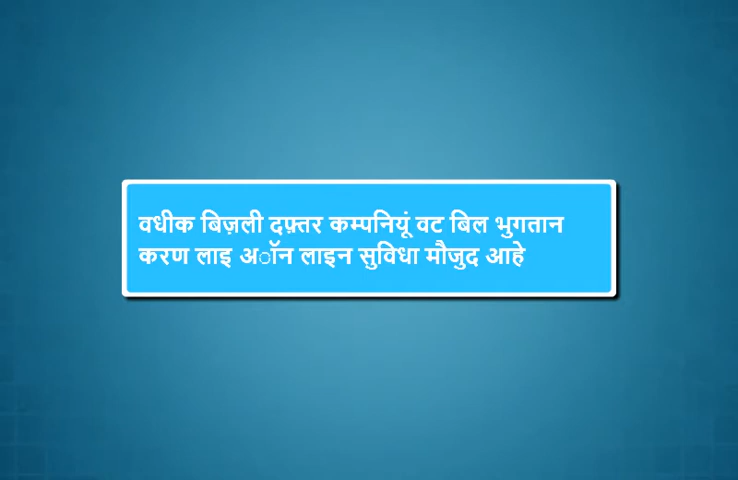 वधीक बिज़ली दफ़्तर कम्पनियूं वट बिल भुगतान
करण लाइ अॉन लाइन सुविधा मौजुद आहे